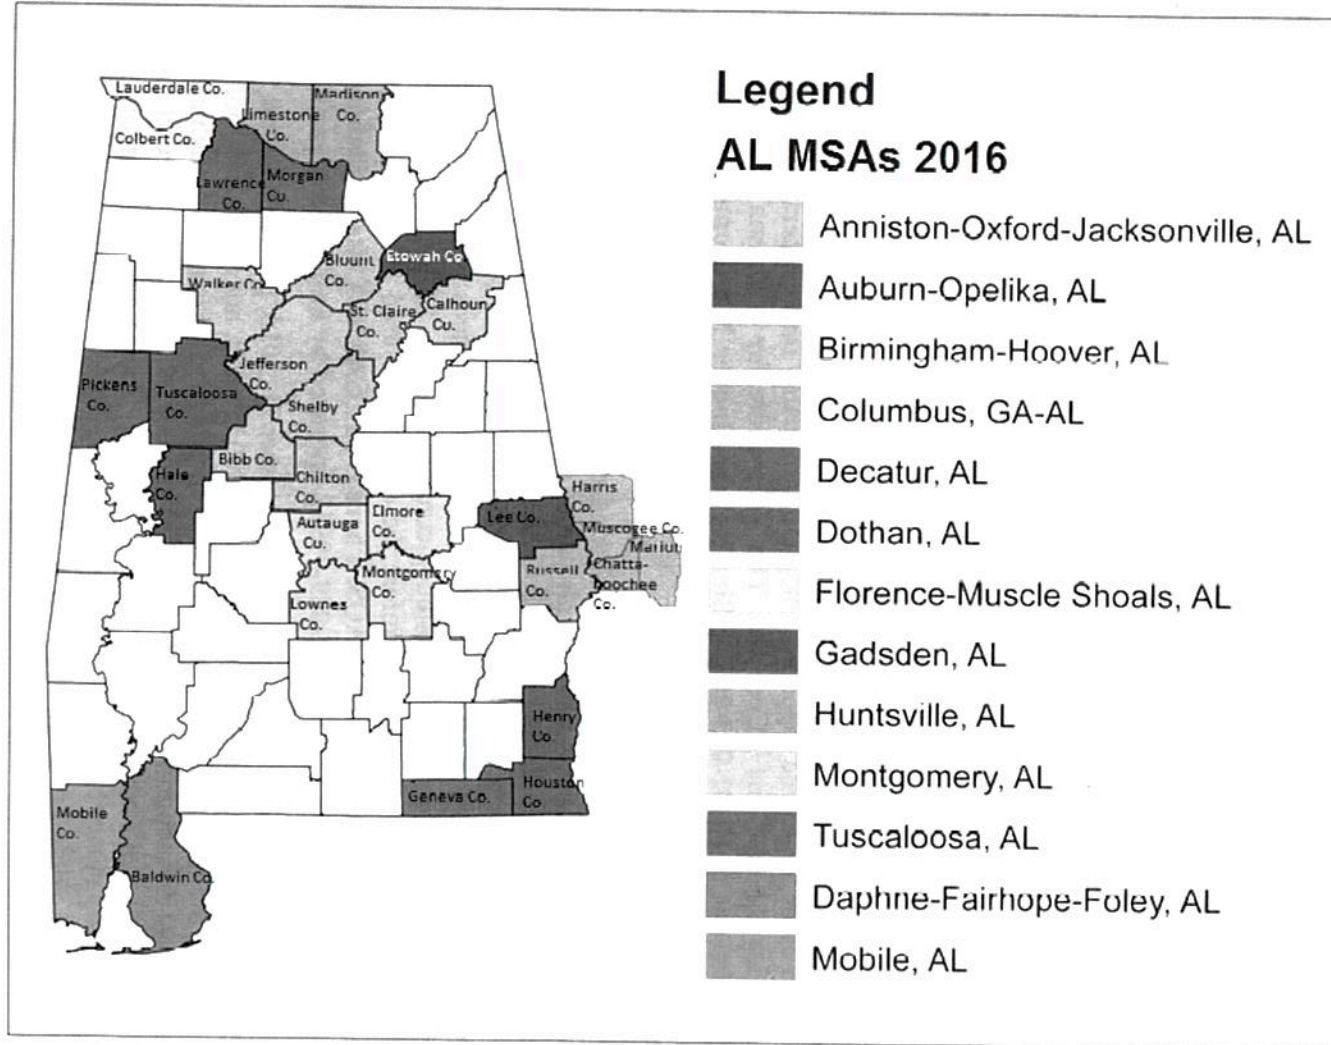 Legend
AL MSAs 2016
Anniston-Oxford-Jacksonville, AL
Auburn-Opelika, AL
Birmingham-Hoover, AL
Columbus, GA-AL
Decatur, AL
Dothan, AL
Florence-Muscle Shoals, AL
Gadsden, AL
Huntsville, AL
Montgomery, AL
Tuscaloosa, AL
Daphne-Fairhope-Foley, AL
Mobile, AL
Lauderdale Co.
Madison
Co.
Limestone
Co.
Colbert Co.
Lawrence
Co.
Morgan
Co.
Blount
Co.
Etowah Co.
Walker Co.
St. Claire
Co.
Calhoun
Co.
Jefferson
Co.
Pickens
Co.
Tuscaloosa
Co.
Shelby
Co.
Bibb Co.
Hale
Co.
Chilton
Co.
Autauga
Co.
Elmore
Co.
Lee Co.
Harris
Co.
Muscogee Co.
Marion
Russell
Co.
Chatta-
hoochee
Co.
Montgomery
Co.
Lownes
Co.
Henry
Co.
Houston
Co.
Geneva Co.
Mobile
Co.
Baldwin Co.